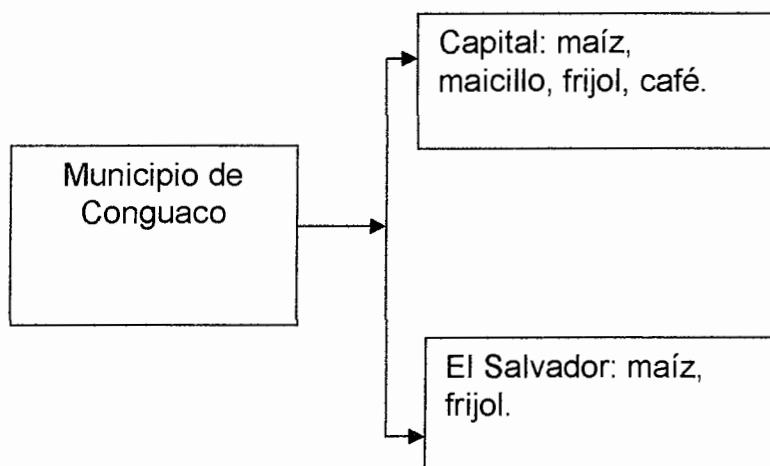 Capital: maíz,
maicillo, frijol, café.
Municipio de
Conguaco
El Salvador: maíz,
frijol.